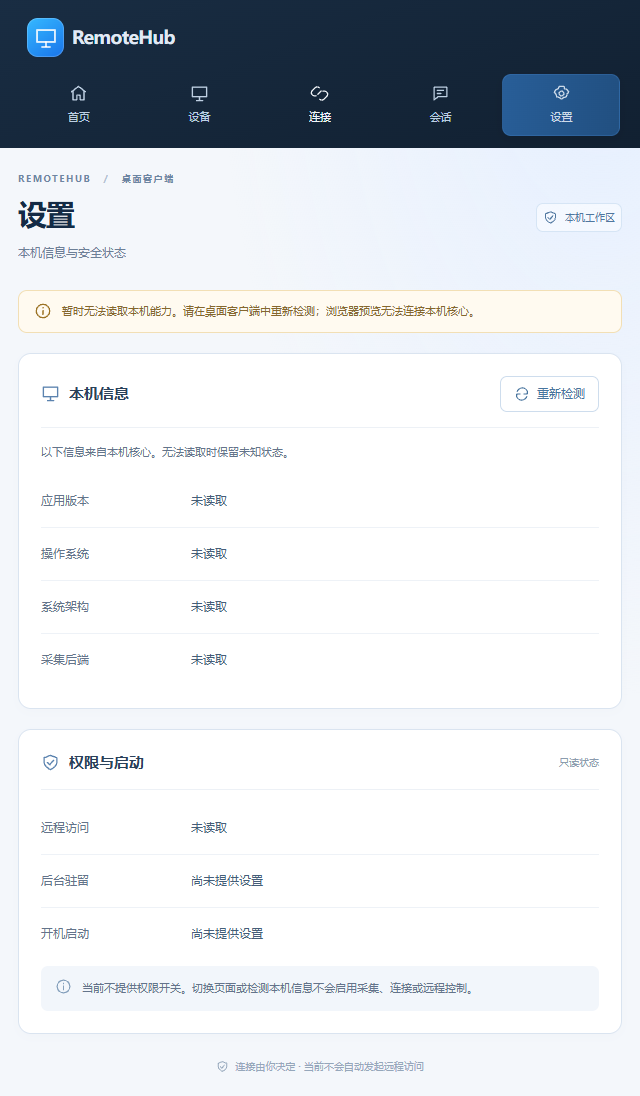 RemoteHub
首页
设备
连接
会话
设置
REMOTEHUB / 桌面客户端
设置
本机工作区
本机信息与安全状态
暂时无法读取本机能力。请在桌面客户端中重新检测；浏览器预览无法连接本机核心。
本机信息
重新检测
以下信息来自本机核心。无法读取时保留未知状态。
应用版本 未读取
操作系统 未读取
系统架构 未读取
采集后端 未读取
权限与启动
只读状态
远程访问 未读取
后台驻留 尚未提供设置
开机启动 尚未提供设置
当前不提供权限开关。切换页面或检测本机信息不会启用采集、连接或远程控制。
连接由你决定 · 当前不会自动发起远程访问